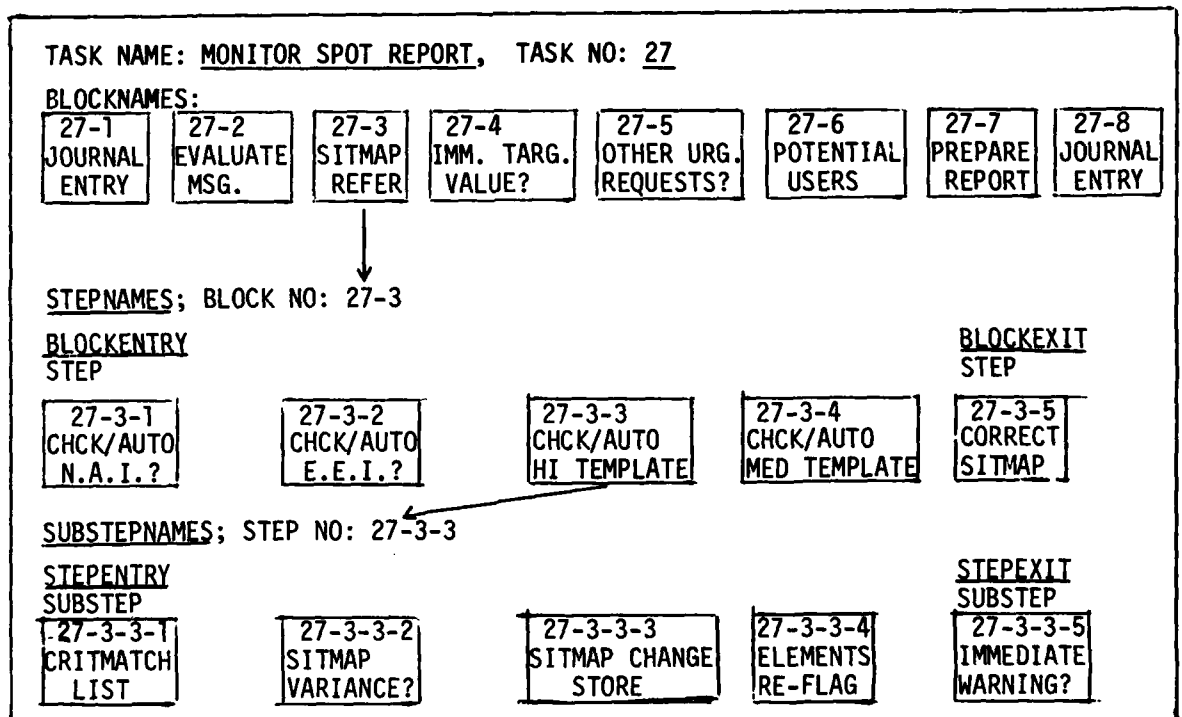 TASK NAME: MONITOR SPOT REPORT, TASK NO: 27
BLOCKNAMES:
27-1 27-2 27-3 27-4 27-5 27-6 27-7 27-8
JOURNAL EVALUATE SITMAP IMM. TARG. OTHER URG. POTENTIAL PREPARE JOURNAL
ENTRY MSG. REFER VALUE? REQUESTS? USERS REPORT ENTRY
STEPNAMES; BLOCK NO: 27-3
BLOCKENTRY BLOCKEXIT
STEP STEP
27-3-1 27-3-2 27-3-3 27-3-4 27-3-5
CHCK/AUTO CHCK/AUTO CHCK/AUTO CHCK/AUTO CORRECT
N.A.I.? E.E.I.? HI TEMPLATE MED TEMPLATE SITMAP
SUBSTEPNAMES; STEP NO: 27-3-3
STEPENTRY STEPEXIT
SUBSTEP SUBSTEP
27-3-3-1 27-3-3-2 27-3-3-3 27-3-3-4 27-3-3-5
CRITMATCH SITMAP SITMAP CHANGE ELEMENTS IMMEDIATE
LIST VARIANCE? STORE RE-FLAG WARNING?